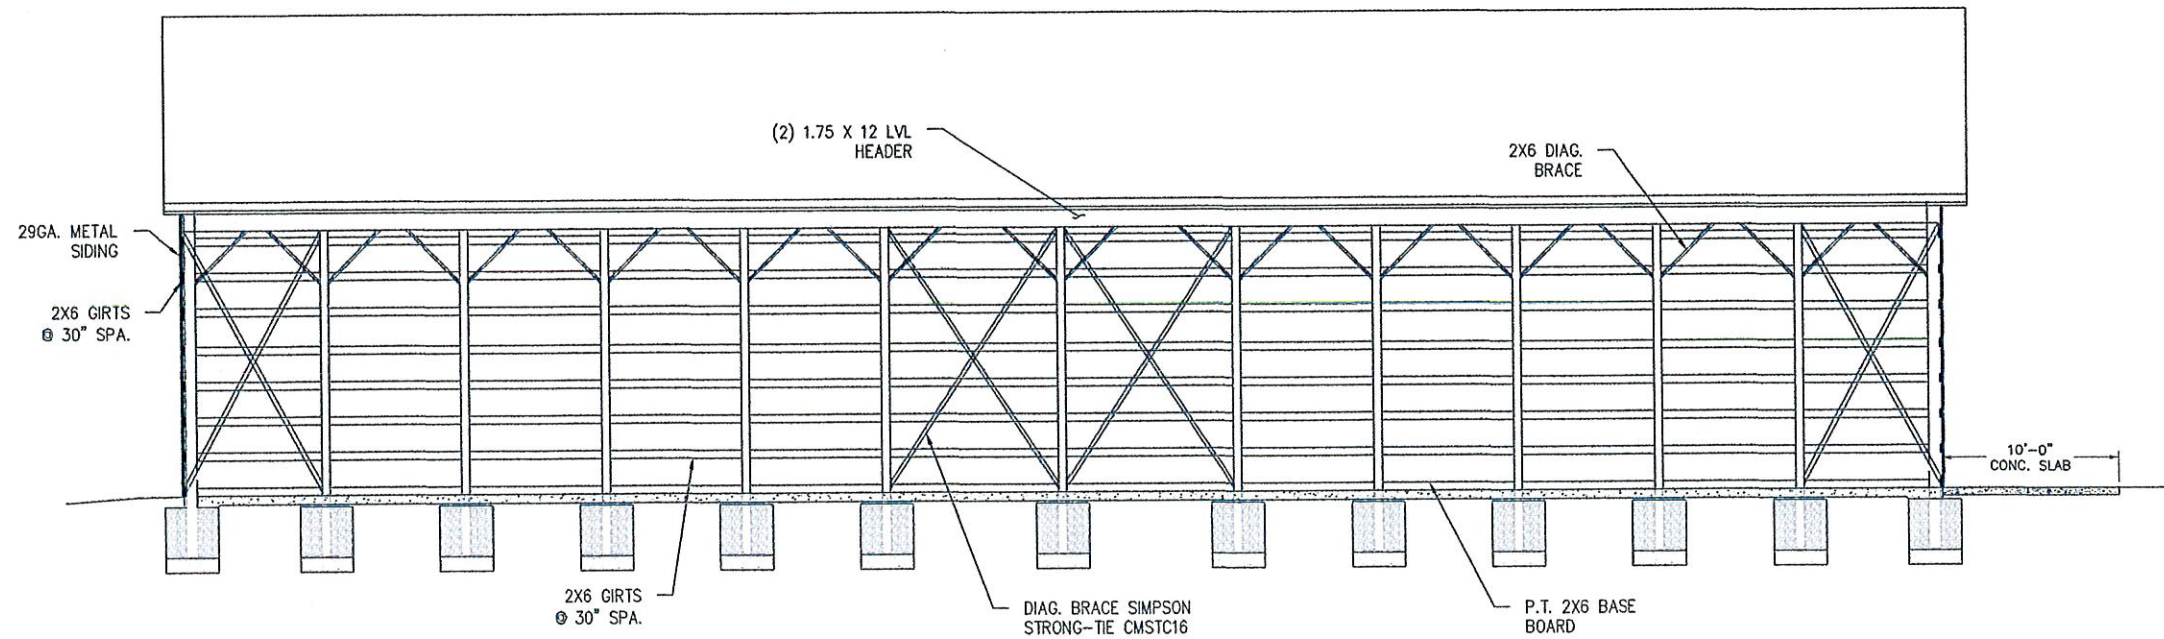 (2) 1.75 X 12 LVL
HEADER
2X6 DIAG.
BRACE
29GA. METAL
SIDING
2X6 GIRTS
@ 30" SPA.
10'-0"
CONC. SLAB
2X6 GIRTS
@ 30" SPA.
DIAG. BRACE SIMPSON
STRONG-TIE CMSTC16
P.T. 2X6 BASE
BOARD